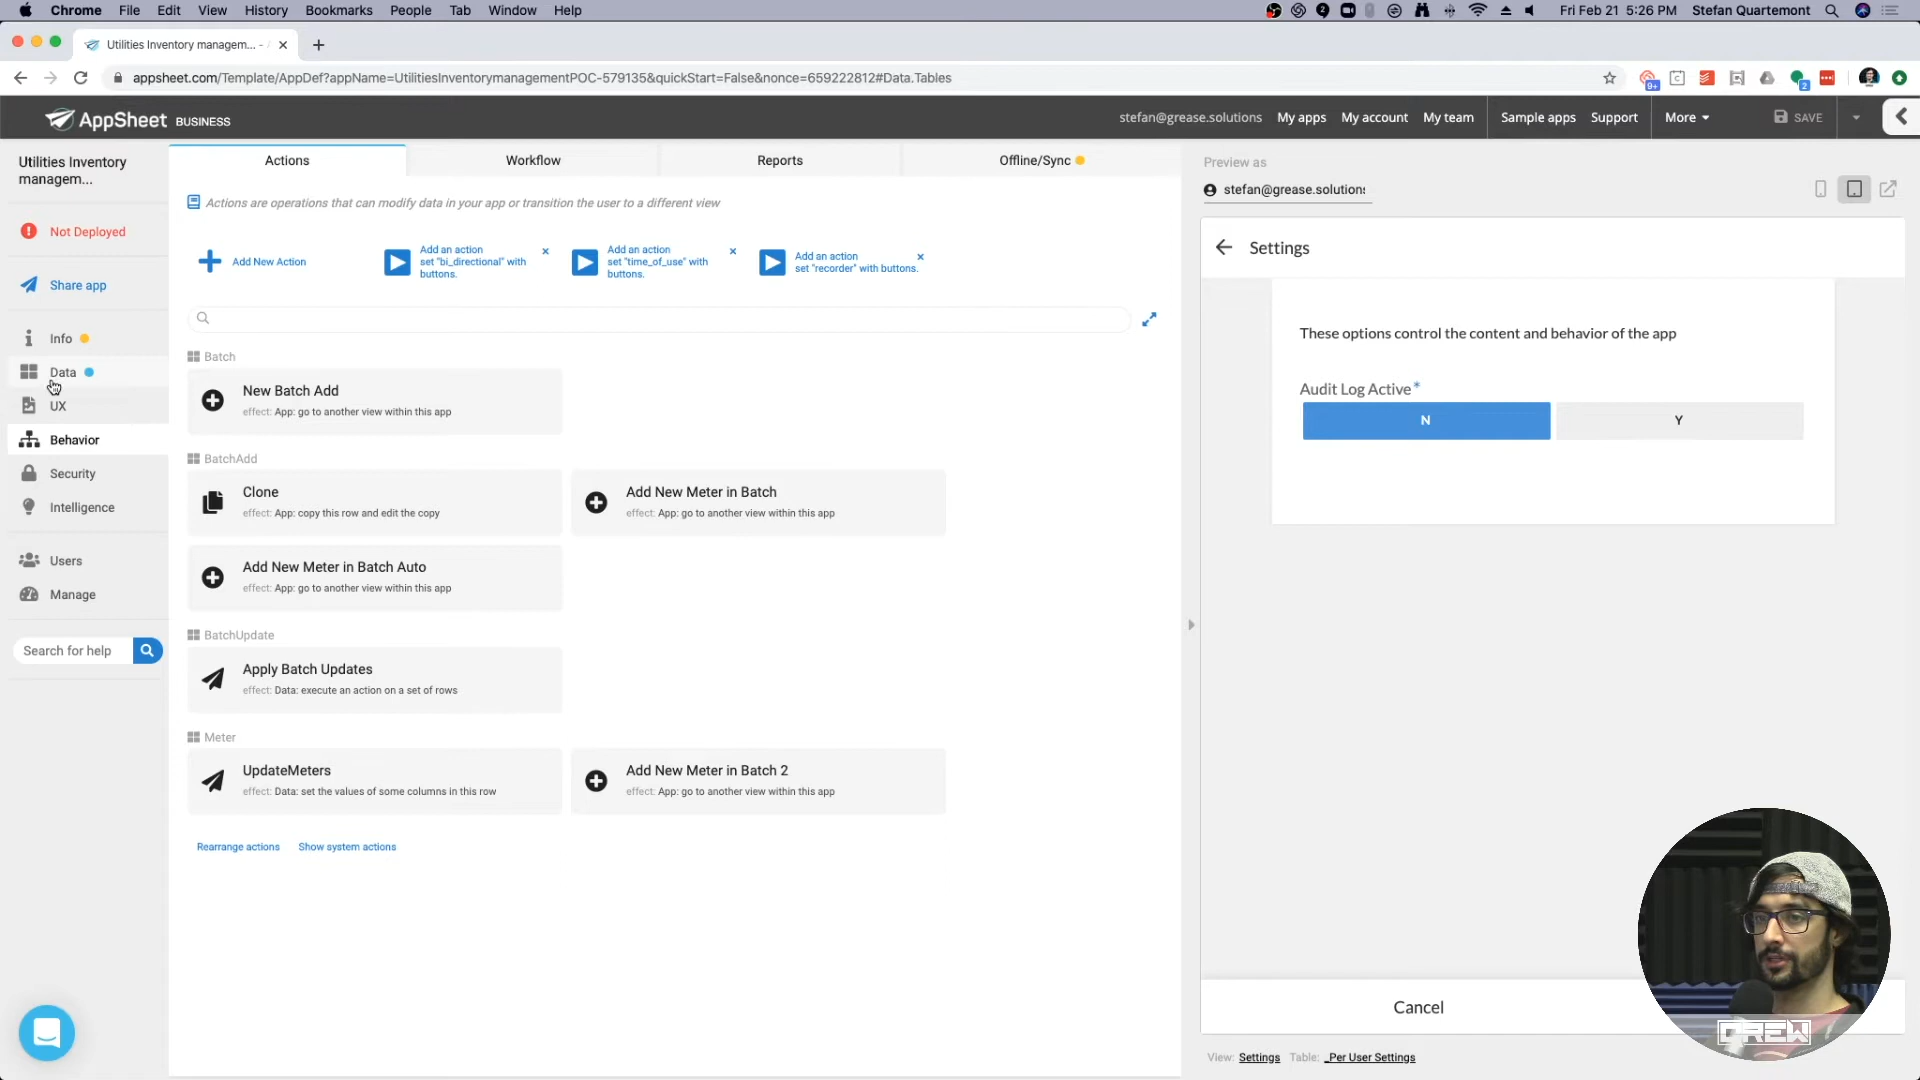 Chrome File Edit View History Bookmarks People Tab Window Help
Fri Feb 21 5:26 PM Stefan Quartemont
Utilities Inventory managem... -
appsheet.com/Template/AppDef?appName=UtilitiesInventorymanagementPOC-579135&quickStart=False&nonce=659222812#Data.Tables
9+
2
AppSheet BUSINESS
stefan@grease.solutions My apps My account My team Sample apps Support More SAVE
Utilities Inventory
managem...
Not Deployed
Share app
Info
Data
UX
Behavior
Security
Intelligence
Users
Manage
Search for help
Actions Workflow Reports Offline/Sync
Actions are operations that can modify data in your app or transition the user to a different view
Add New Action
Add an action
set "bi_directional" with
buttons.
Add an action
set "time_of_use" with
buttons.
Add an action
set "recorder" with buttons.
Batch
New Batch Add
effect: App: go to another view within this app
BatchAdd
Clone
effect: App: copy this row and edit the copy
Add New Meter in Batch
effect: App: go to another view within this app
Add New Meter in Batch Auto
effect: App: go to another view within this app
BatchUpdate
Apply Batch Updates
effect: Data: execute an action on a set of rows
Meter
UpdateMeters
effect: Data: set the values of some columns in this row
Add New Meter in Batch 2
effect: App: go to another view within this app
Rearrange actions Show system actions
Preview as
stefan@grease.solutions
Settings
These options control the content and behavior of the app
Audit Log Active*
N Y
Cancel
View: Settings Table: _Per User Settings